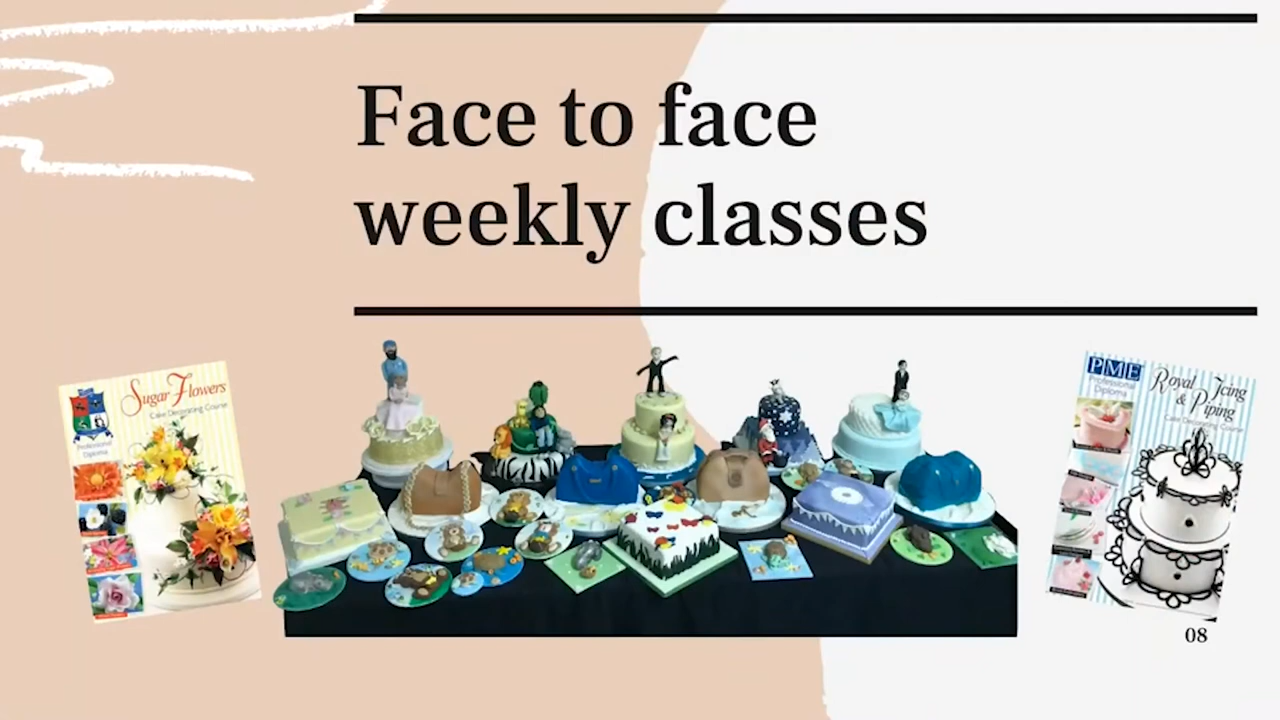 Face to face
weekly classes
Sugar Flowers
Cake Decorating Course
Professional
Diploma
PME
Professional
Diploma
Royal Icing
& Piping
Cake Decorating Course
08